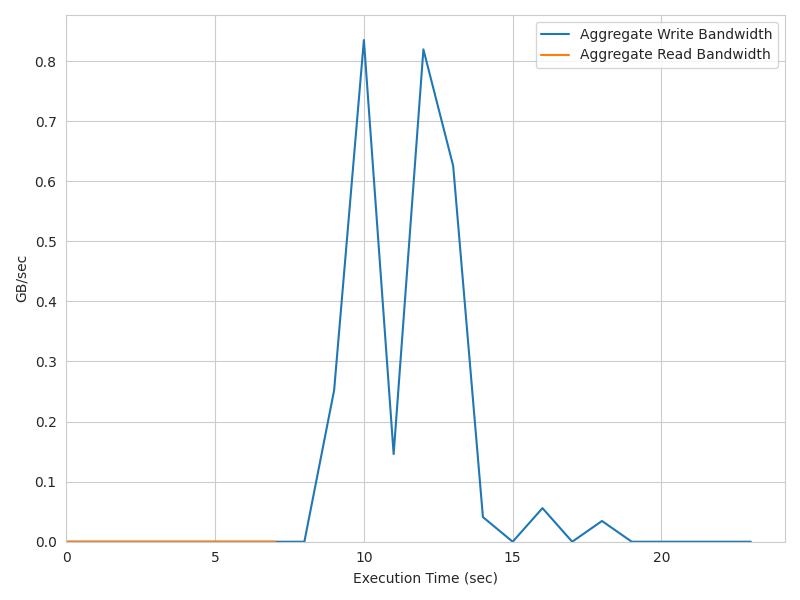 Aggregate Write Bandwidth
Aggregate Read Bandwidth
0.8
0.7
0.6
0.5
0.4
0.3
0.2
0.1
0.0
GB/sec
0 5 10 15 20
Execution Time (sec)